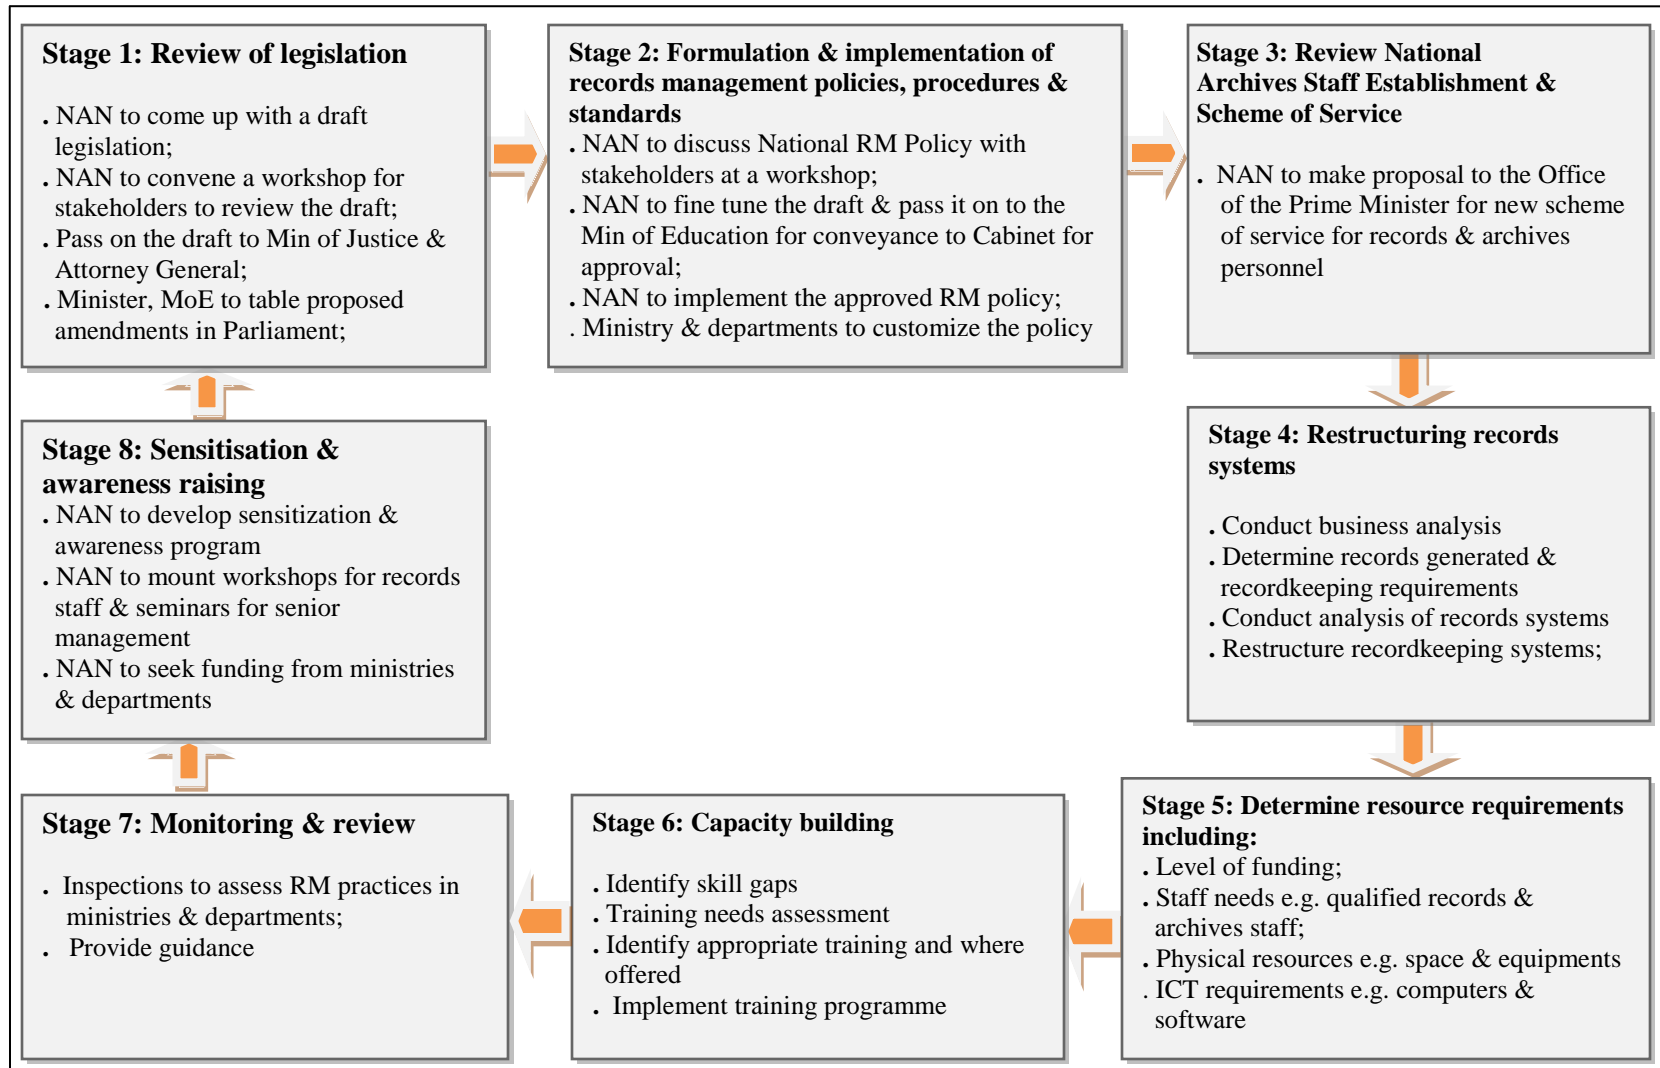 Stage 1: Review of legislation
. NAN to come up with a draft
legislation;
. NAN to convene a workshop for
stakeholders to review the draft;
. Pass on the draft to Min of Justice &
Attorney General;
. Minister, MoE to table proposed
amendments in Parliament;
Stage 2: Formulation & implementation of
records management policies, procedures &
standards
. NAN to discuss National RM Policy with
stakeholders at a workshop;
. NAN to fine tune the draft & pass it on to the
Min of Education for conveyance to Cabinet for
approval;
. NAN to implement the approved RM policy;
. Ministry & departments to customize the policy
Stage 3: Review National
Archives Staff Establishment &
Scheme of Service
. NAN to make proposal to the Office
of the Prime Minister for new scheme
of service for records & archives
personnel
Stage 4: Restructuring records
systems
. Conduct business analysis
. Determine records generated &
recordkeeping requirements
. Conduct analysis of records systems
. Restructure recordkeeping systems;
Stage 5: Determine resource requirements
including:
. Level of funding;
. Staff needs e.g. qualified records &
archives staff;
. Physical resources e.g. space & equipments
. ICT requirements e.g. computers &
software
Stage 6: Capacity building
. Identify skill gaps
. Training needs assessment
. Identify appropriate training and where
offered
. Implement training programme
Stage 7: Monitoring & review
. Inspections to assess RM practices in
ministries & departments;
. Provide guidance
Stage 8: Sensitisation &
awareness raising
. NAN to develop sensitization &
awareness program
. NAN to mount workshops for records
staff & seminars for senior
management
. NAN to seek funding from ministries
& departments